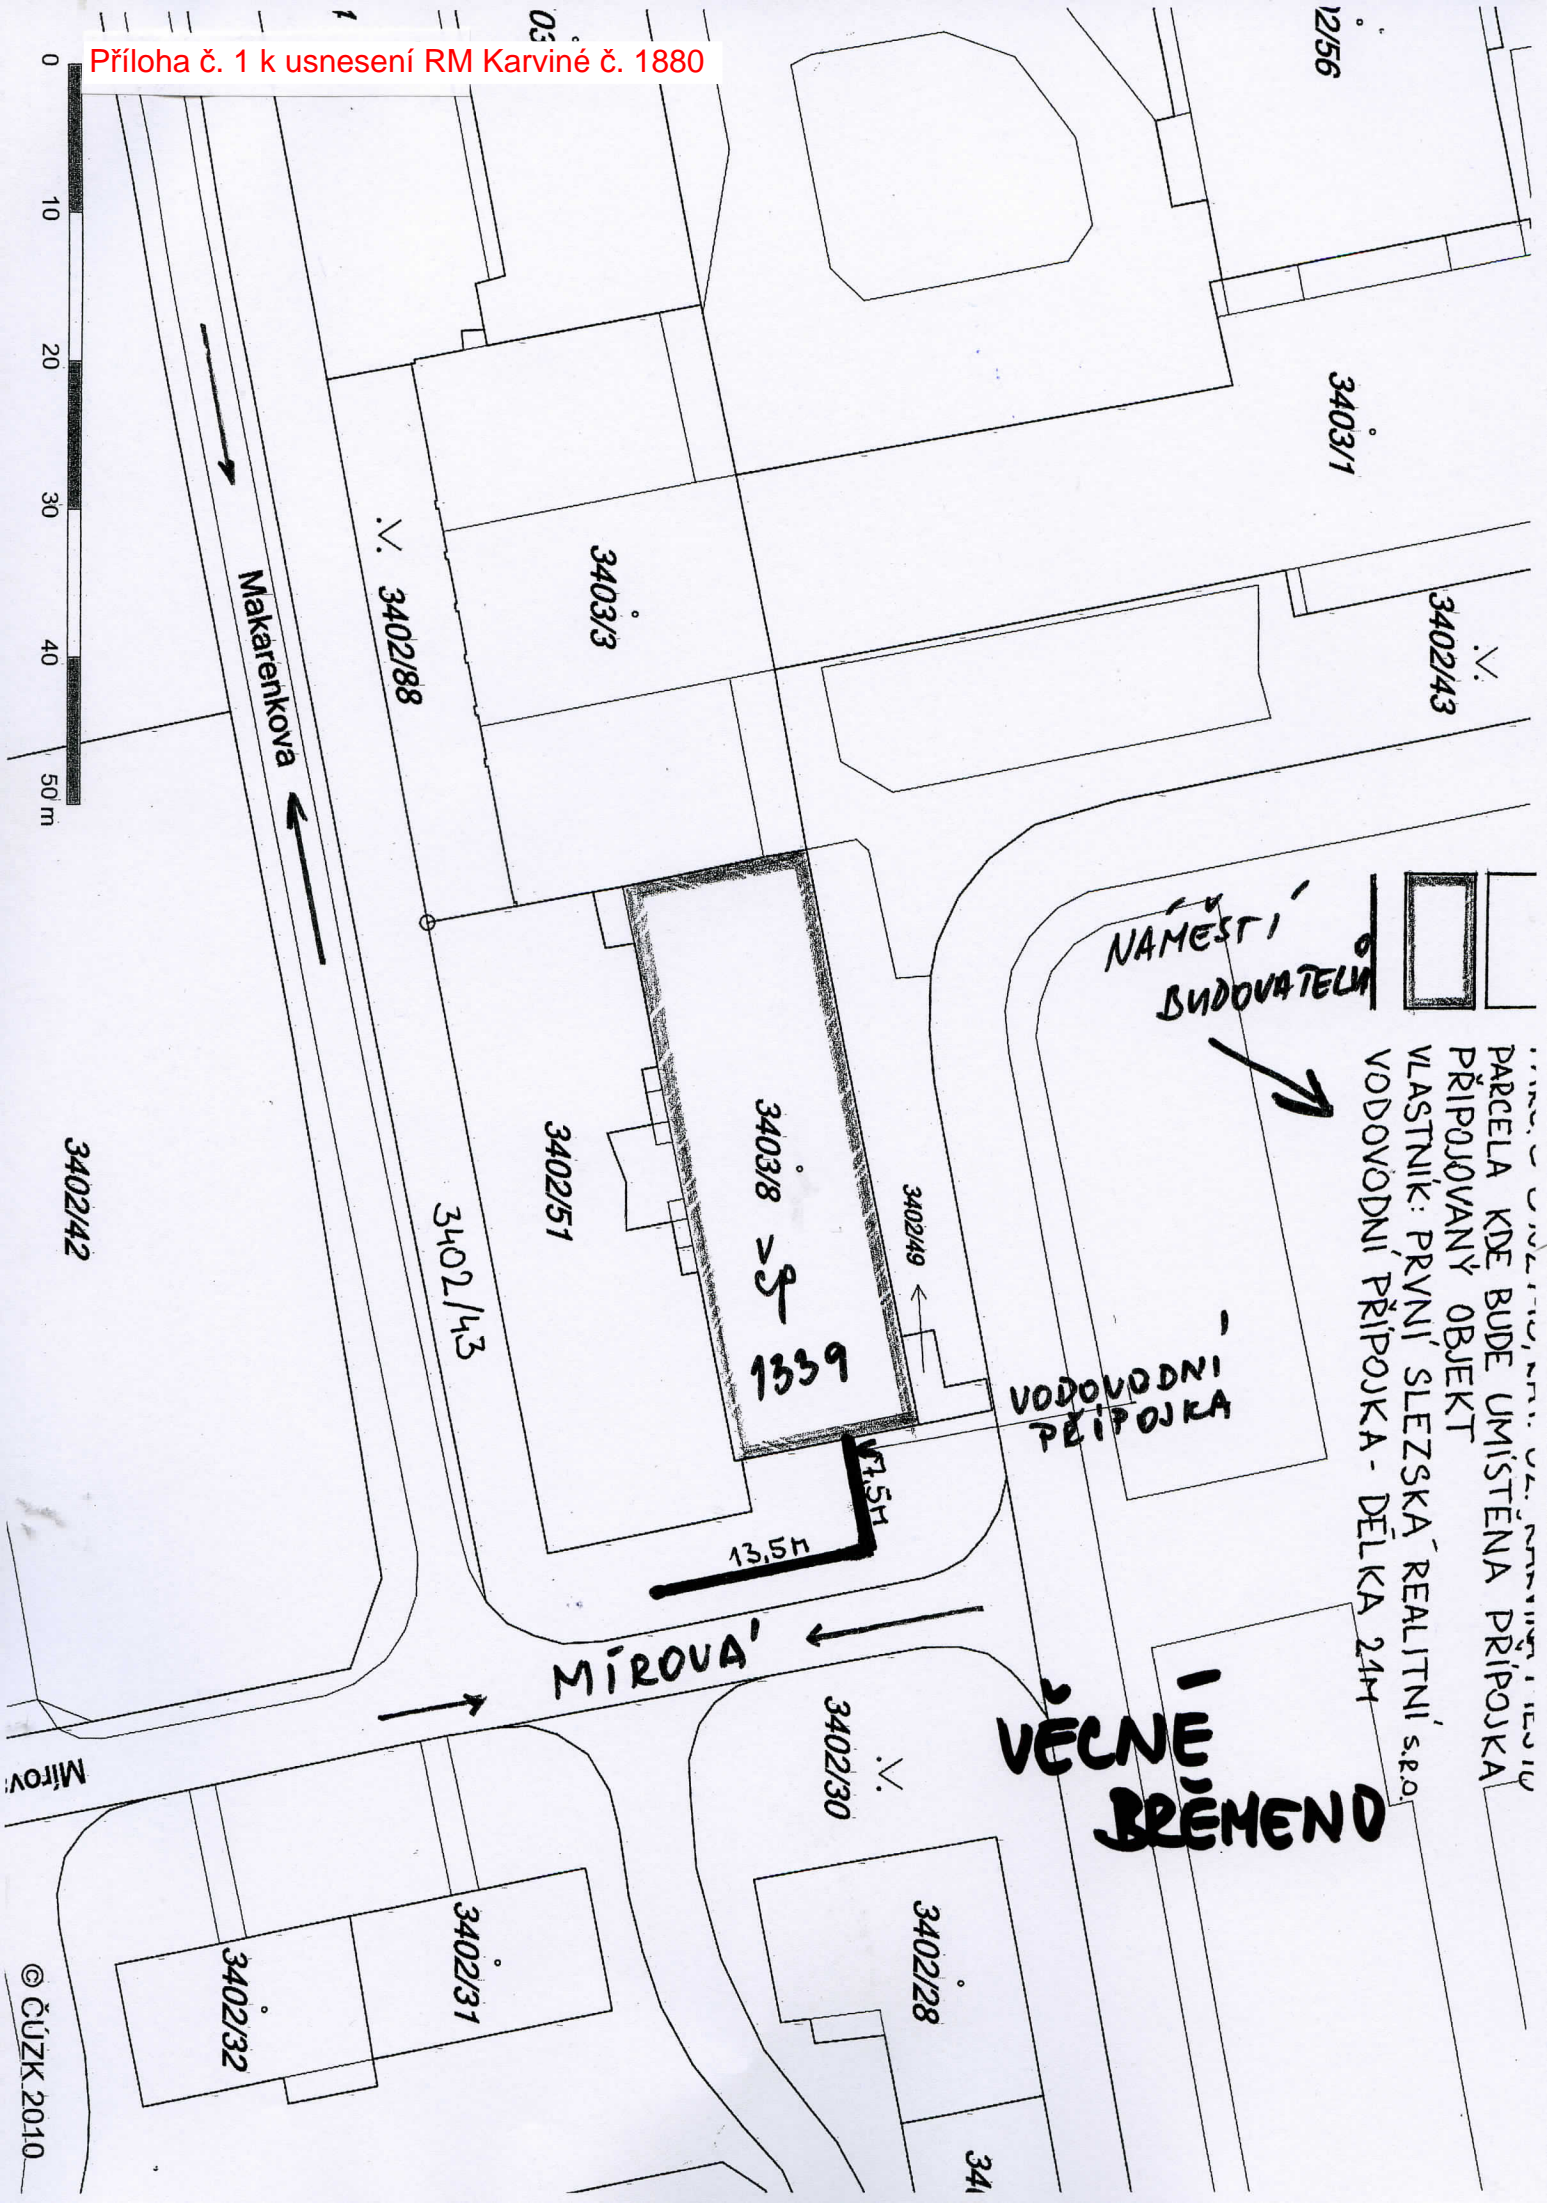 Příloha č. 1 k usnesení RM Karviné č. 1880
PARCELA KDE BUDE UMÍSTĚNA PŘÍPOJKA
PŘIPOJOVANÝ OBJEKT
VLASTNÍK: PRVNÍ SLEZSKÁ REALITNÍ s.r.o.
VODOVODNÍ PŘÍPOJKA - DÉLKA 21M
NÁMĚSTÍ
BUDOVATELŮ
3403/1
3402/43
3403/3
3402/88
Makarenkova
3402/49
3403/8
1339
3402/51
3402/43
3402/42
VODOVODNÍ
PŘÍPOJKA
7,5M
13,5M
MÍROVÁ
VĚCNÉ
BŘEMENO
3402/30
3402/28
3402/31
3402/32
0 10 20 30 40 50 m
© ČÚZK 2010